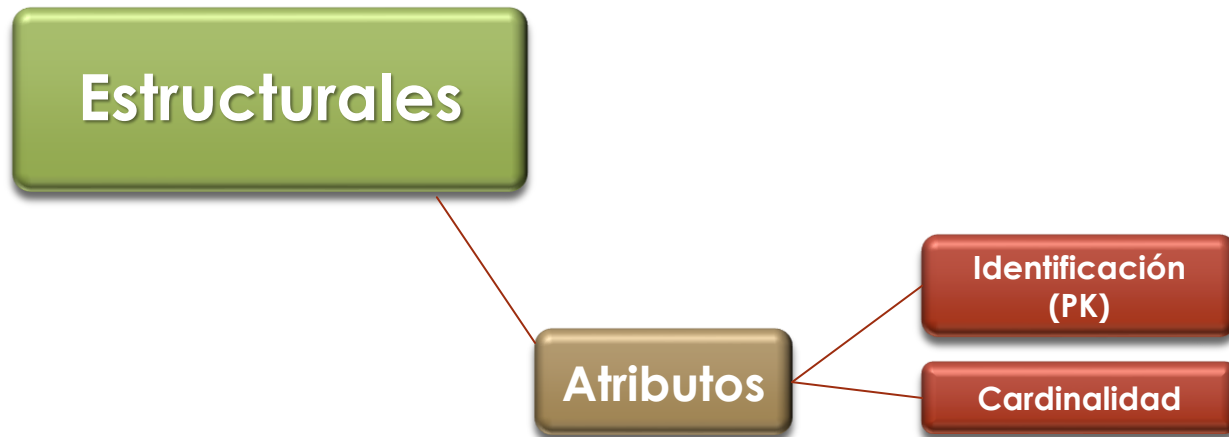 Estructurales
Identificación
(PK)
Atributos
Cardinalidad